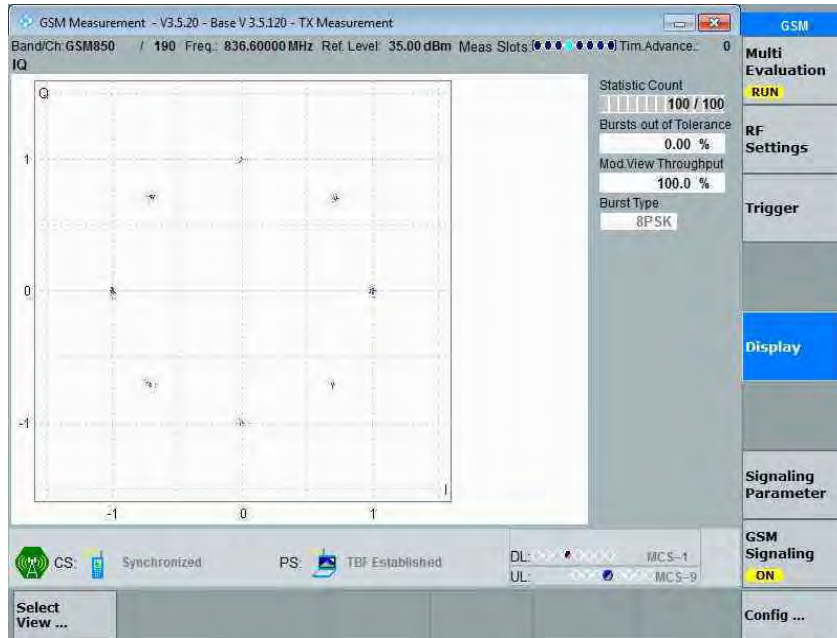 GSM Measurement - V3.5.20 - Base V 3.5.120 - TX Measurement
GSM
Band/Ch: GSM850 / 190 Freq.: 836.60000 MHz Ref. Level: 35.00 dBm Meas Slots: Tim.Advance.: 0
IQ
Multi Evaluation
RUN
RF Settings
Trigger
Display
Signaling Parameter
GSM Signaling
ON
Config ...
Statistic Count
100 / 100
Bursts out of Tolerance
0.00 %
Mod.View Throughput
100.0 %
Burst Type
8PSK
Q
1
0
-1
I
-1 0 1
CS: Synchronized PS: TBF Established
DL: MCS-1
UL: MCS-9
Select View ...